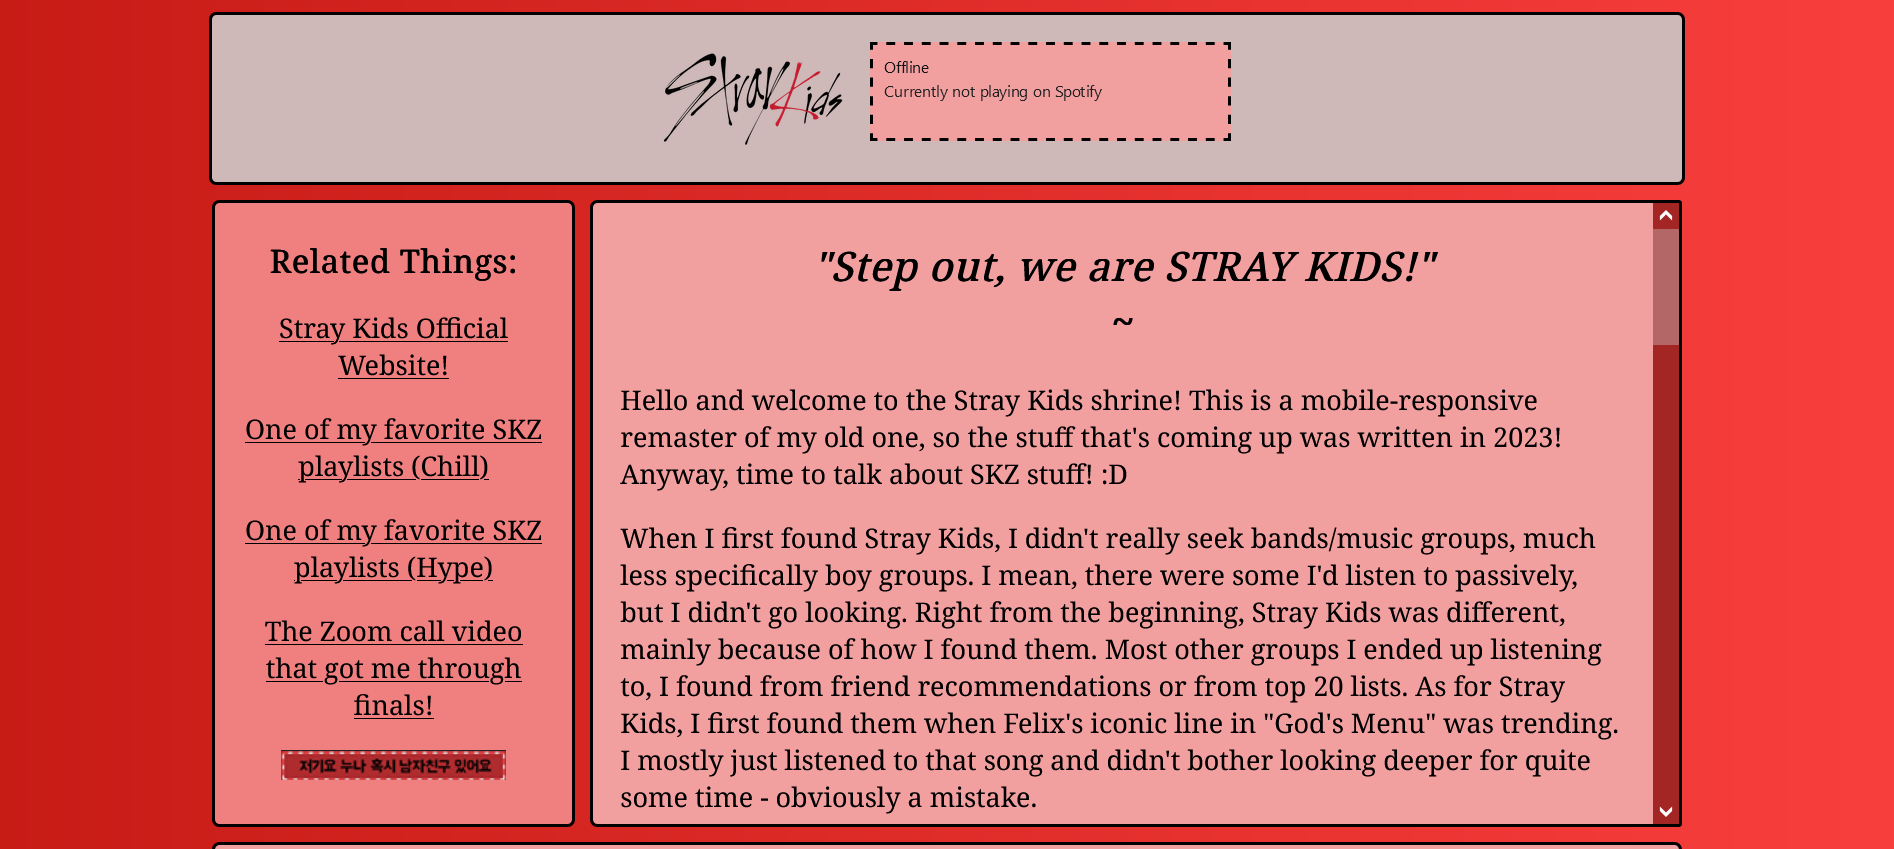 Stray Kids
Offline
Currently not playing on Spotify
Related Things:
Stray Kids Official
Website!
One of my favorite SKZ
playlists (Chill)
One of my favorite SKZ
playlists (Hype)
The Zoom call video
that got me through
finals!
저기요 누나 혹시 남자친구 있어요
"Step out, we are STRAY KIDS!"
~
Hello and welcome to the Stray Kids shrine! This is a mobile-responsive
remaster of my old one, so the stuff that's coming up was written in 2023!
Anyway, time to talk about SKZ stuff! :D
When I first found Stray Kids, I didn't really seek bands/music groups, much
less specifically boy groups. I mean, there were some I'd listen to passively,
but I didn't go looking. Right from the beginning, Stray Kids was different,
mainly because of how I found them. Most other groups I ended up listening
to, I found from friend recommendations or from top 20 lists. As for Stray
Kids, I first found them when Felix's iconic line in "God's Menu" was trending.
I mostly just listened to that song and didn't bother looking deeper for quite
some time - obviously a mistake.